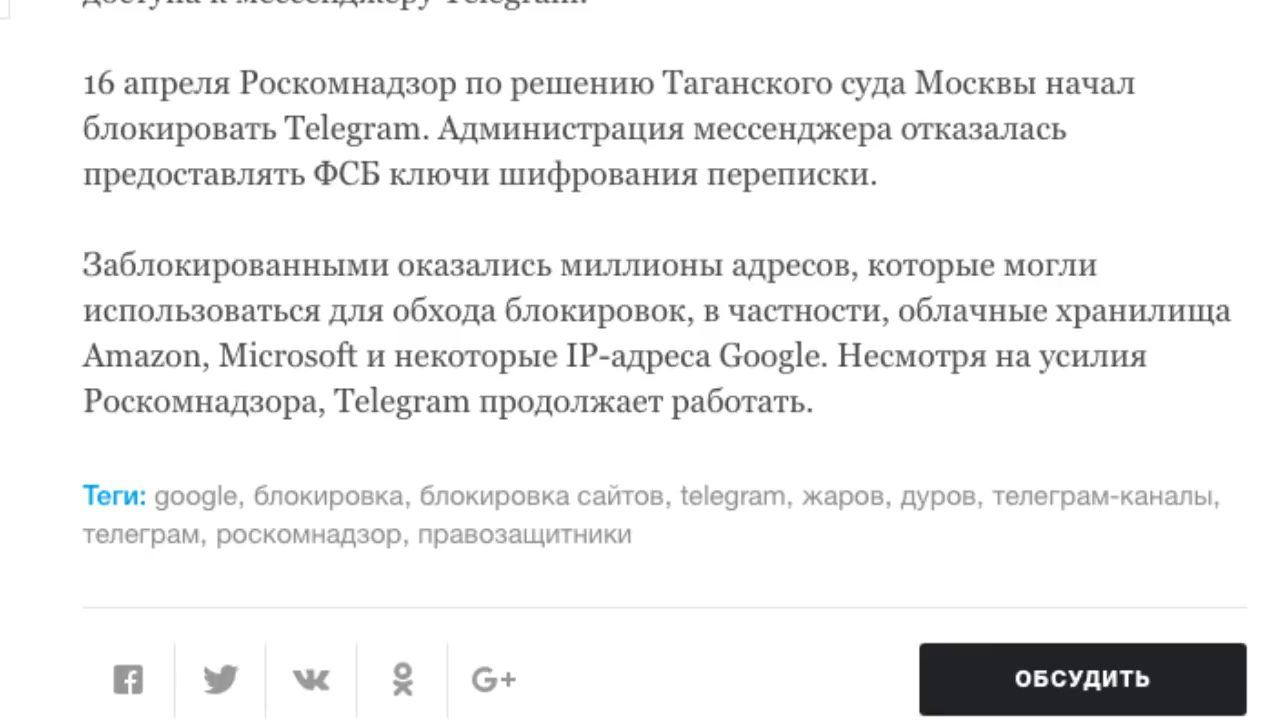 доступа к мессенджеру Telegram.
16 апреля Роскомнадзор по решению Таганского суда Москвы начал
блокировать Telegram. Администрация мессенджера отказалась
предоставлять ФСБ ключи шифрования переписки.
Заблокированными оказались миллионы адресов, которые могли
использоваться для обхода блокировок, в частности, облачные хранилища
Amazon, Microsoft и некоторые IP-адреса Google. Несмотря на усилия
Роскомнадзора, Telegram продолжает работать.
Теги: google, блокировка, блокировка сайтов, telegram, жаров, дуров, телеграм-каналы,
телеграм, роскомнадзор, правозащитники
G+
ОБСУДИТЬ